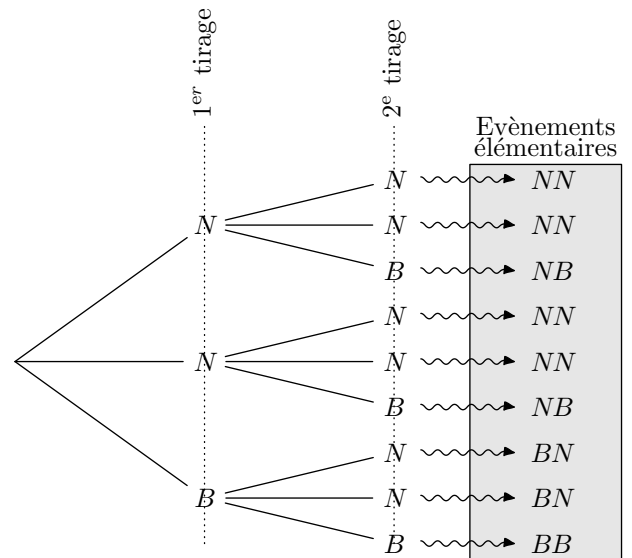 1er tirage
2e tirage
Evènements
élémentaires
N NN
N N NN
B NB
N NN
N N NN
B NB
N BN
B N BN
B BB